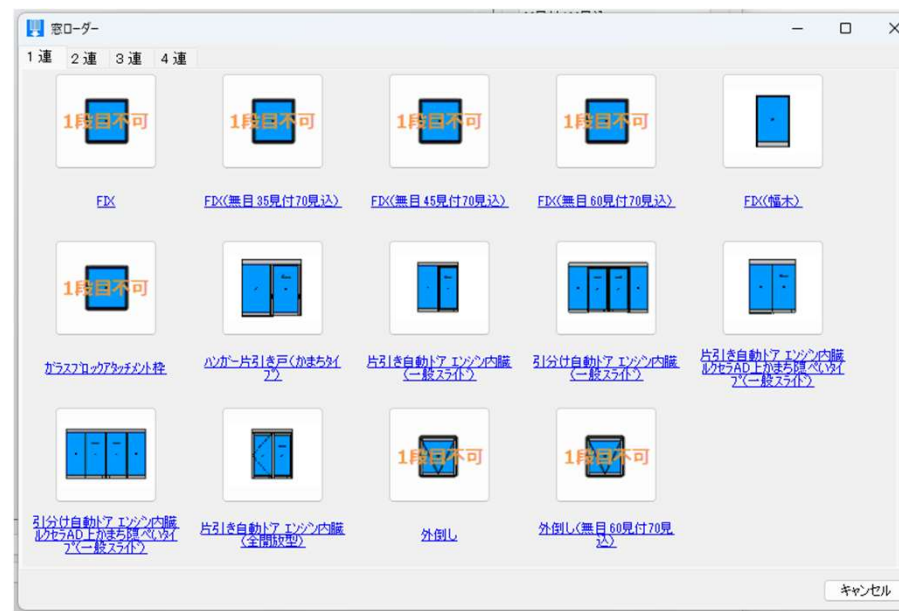 窓ローダー
1連 2連 3連 4連
1段目不可
1段目不可
1段目不可
1段目不可
FIX
FIX(無目35見付70見込)
FIX(無目45見付70見込)
FIX(無目60見付70見込)
FIX(幅木)
1段目不可
ガラスブロックアタッチメント枠
ハンガー片引き戸(かまちタイ
プ)
片引き自動ドア エンジン内臓
(一般スライド)
引分け自動ドア エンジン内臓
(一般スライド)
片引き自動ドア エンジン内臓
ルクセラAD上かまち隠ぺいタイ
プ(一般スライド)
1段目不可
1段目不可
引分け自動ドア エンジン内臓
ルクセラAD上かまち隠ぺいタイ
プ(一般スライド)
片引き自動ドア エンジン内臓
(全開放型)
外倒し
外倒し(無目60見付70見
込)
キャンセル